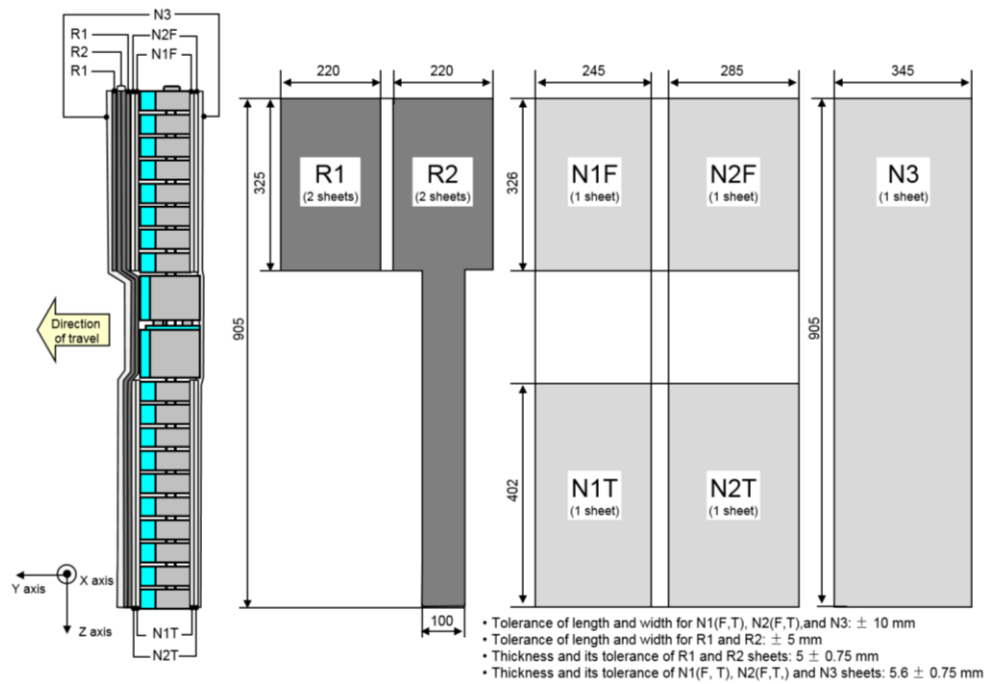 N3
R1
N2F
R2
N1F
R1
220
220
245
285
345
325
R1
(2 sheets)
R2
(2 sheets)
326
N1F
(1 sheet)
N2F
(1 sheet)
N3
(1 sheet)
Direction
of travel
905
905
402
N1T
(1 sheet)
N2T
(1 sheet)
X axis
Y axis
Z axis
N1T
N2T
100
• Tolerance of length and width for N1(F,T), N2(F,T),and N3: ± 10 mm
• Tolerance of length and width for R1 and R2: ± 5 mm
• Thickness and its tolerance of R1 and R2 sheets: 5 ± 0.75 mm
• Thickness and its tolerance of N1(F, T), N2(F,T,) and N3 sheets: 5.6 ± 0.75 mm